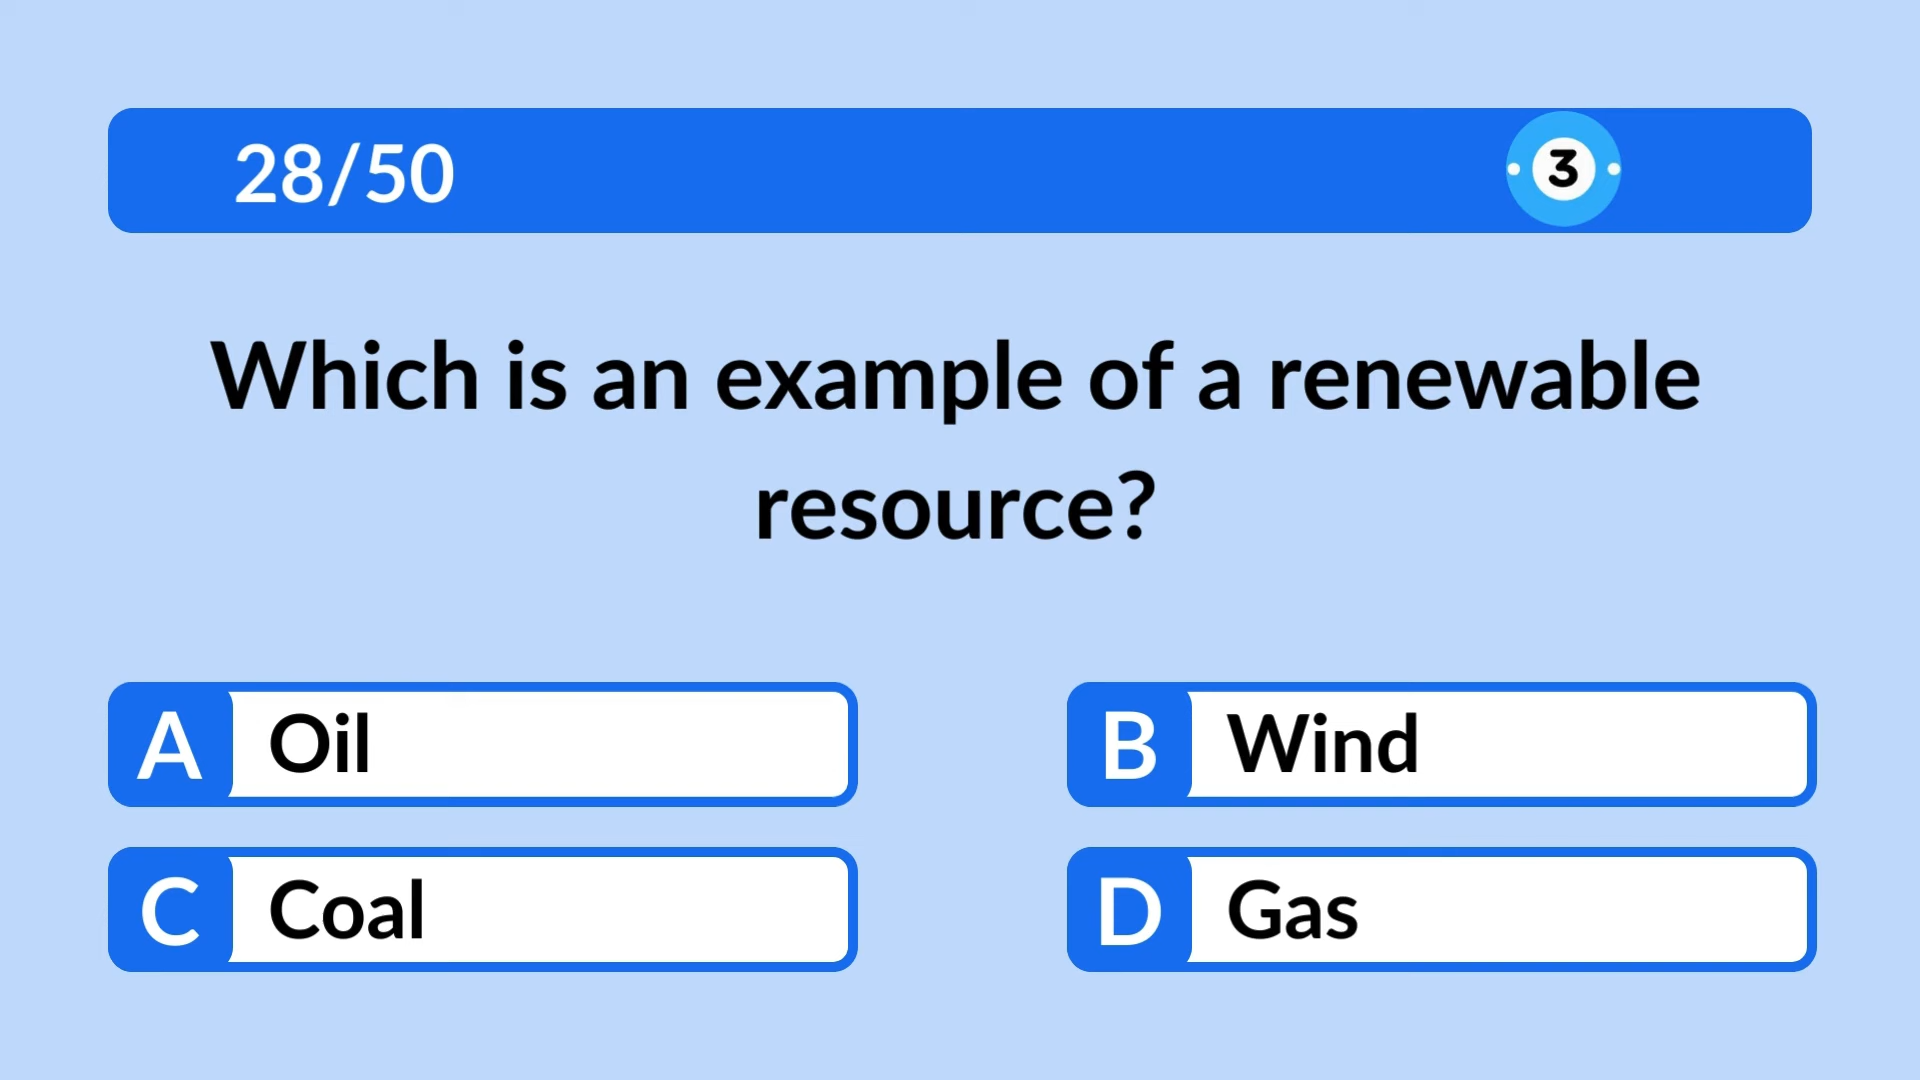 28/50
3
Which is an example of a renewable
resource?
A Oil
B Wind
C Coal
D Gas